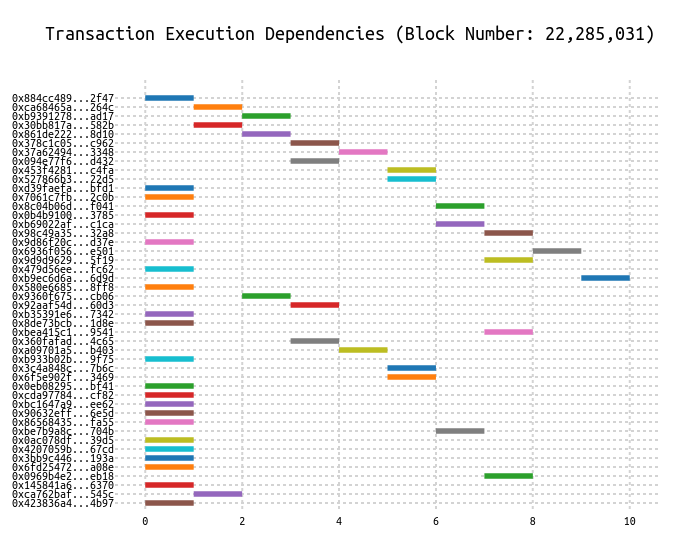 Transaction Execution Dependencies (Block Number: 22,285,031)
0x884cc489...2f47
0xca68465a...264c
0xb9391278...ad17
0x30bb817a...582b
0x861de222...8d10
0x378c1c05...c962
0x37a62494...3348
0x094e77f6...d432
0x453f4281...c4fa
0x527866b3...22d5
0xd39faefa...bfd1
0x7061c7fb...2c0b
0x8c04b06d...f041
0x0b4b9100...3785
0xb69022af...c1ca
0x98c49a35...32a8
0x9d86f20c...d37e
0x6936f056...e501
0x9d9d9629...5f19
0x479d56ee...fc62
0xb9ec6d6a...6d9d
0x580e6685...8ff8
0x9360f675...cb06
0x92aaf54d...60d3
0xb35391e6...7342
0x8de73bcb...1d8e
0xbea415c1...9541
0x360fafad...4c65
0xa09701a5...b403
0xb933b02b...9f75
0x3c4a848c...7b6c
0x6f5e902f...3469
0x0eb08295...bf41
0xcda97784...cf82
0xbc1647a9...ee62
0x90632eff...6e5d
0x86568435...fa55
0xbe7b9a8c...704b
0x0ac078df...39d5
0x4207059b...67cd
0x3bb9c446...193a
0x6fd25472...a08e
0x0969b4e2...eb18
0x145841a6...6370
0xca762baf...545c
0x423836a4...4b97
0 2 4 6 8 10